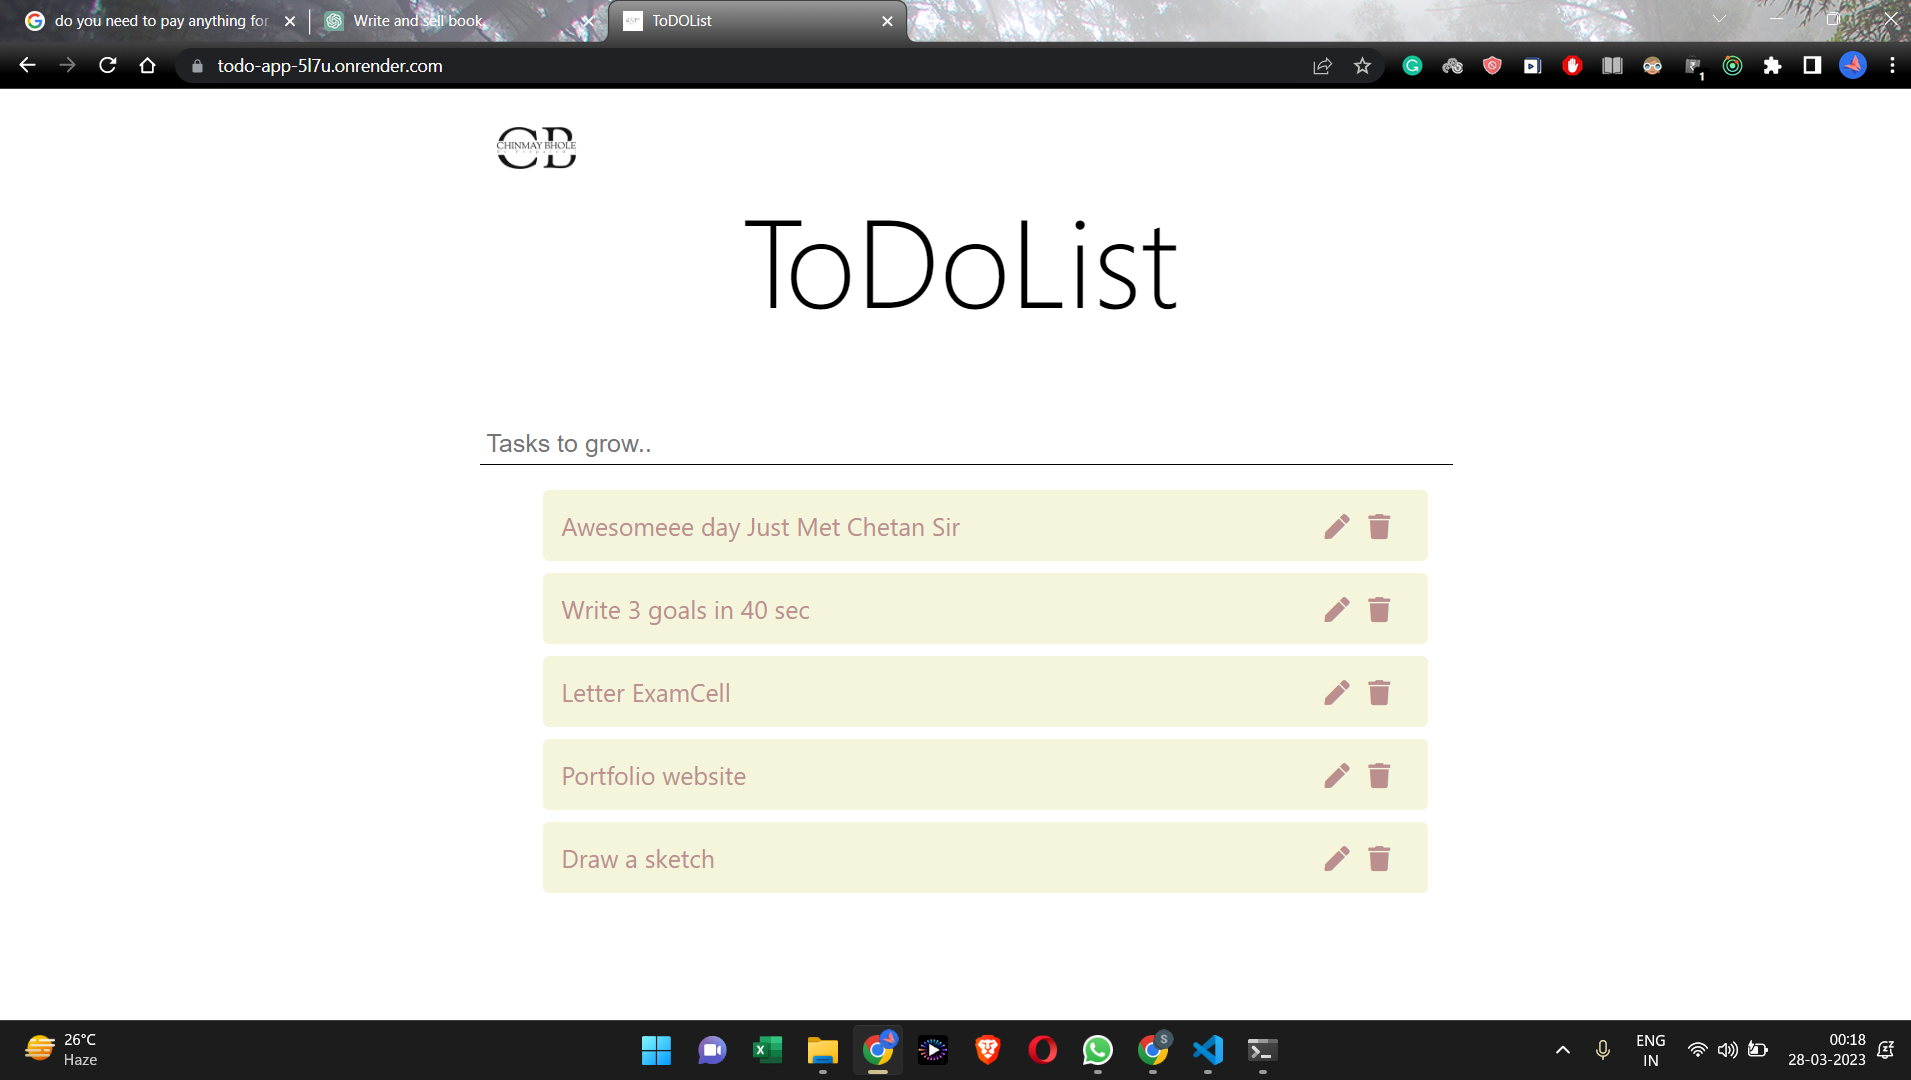 do you need to pay anything for
Write and sell book.
ToDOList
todo-app-5l7u.onrender.com
1
CB
CHINMAY BHOLE
ToDoList
Tasks to grow..
Awesomeee day Just Met Chetan Sir
Write 3 goals in 40 sec
Letter ExamCell
Portfolio website
Draw a sketch
26°C
Haze
S
ENG
IN
00:18
28-03-2023